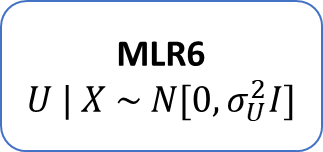 MLR6
U | X ~ N[0, σ_U^2 I]